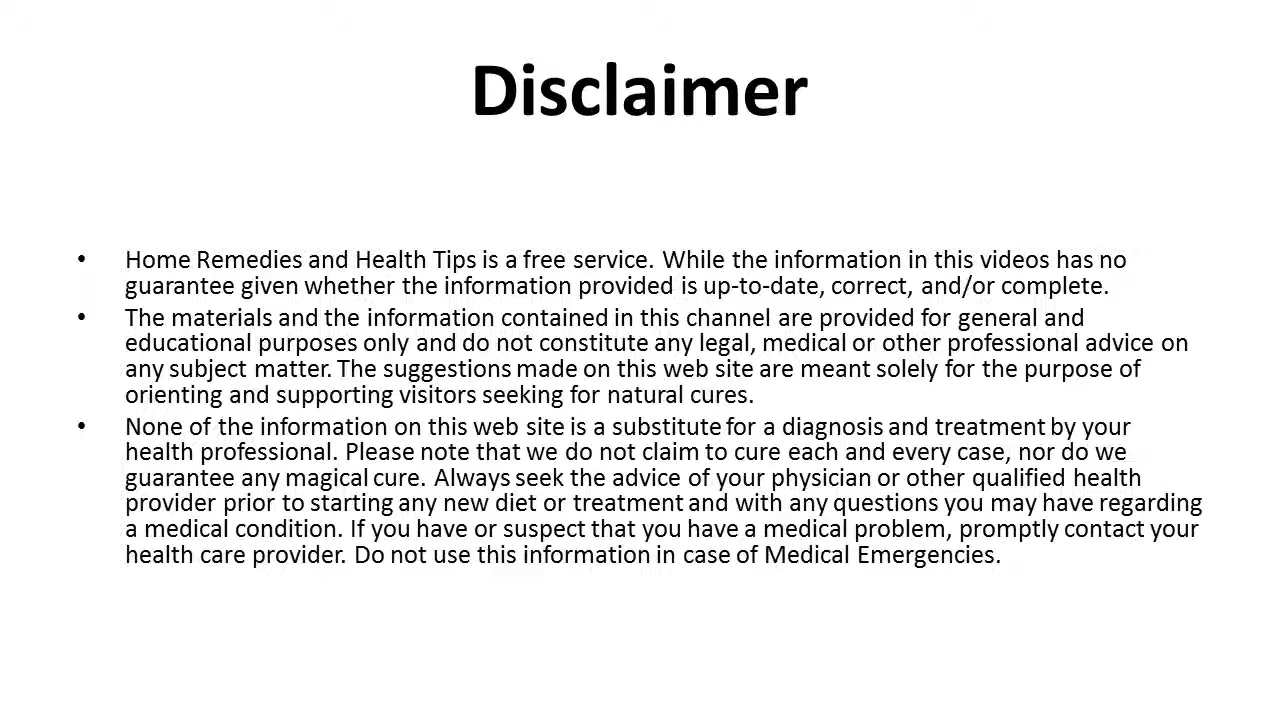 Disclaimer
• Home Remedies and Health Tips is a free service. While the information in this videos has no
guarantee given whether the information provided is up-to-date, correct, and/or complete.
• The materials and the information contained in this channel are provided for general and
educational purposes only and do not constitute any legal, medical or other professional advice on
any subject matter. The suggestions made on this web site are meant solely for the purpose of
orienting and supporting visitors seeking for natural cures.
• None of the information on this web site is a substitute for a diagnosis and treatment by your
health professional. Please note that we do not claim to cure each and every case, nor do we
guarantee any magical cure. Always seek the advice of your physician or other qualified health
provider prior to starting any new diet or treatment and with any questions you may have regarding
a medical condition. If you have or suspect that you have a medical problem, promptly contact your
health care provider. Do not use this information in case of Medical Emergencies.